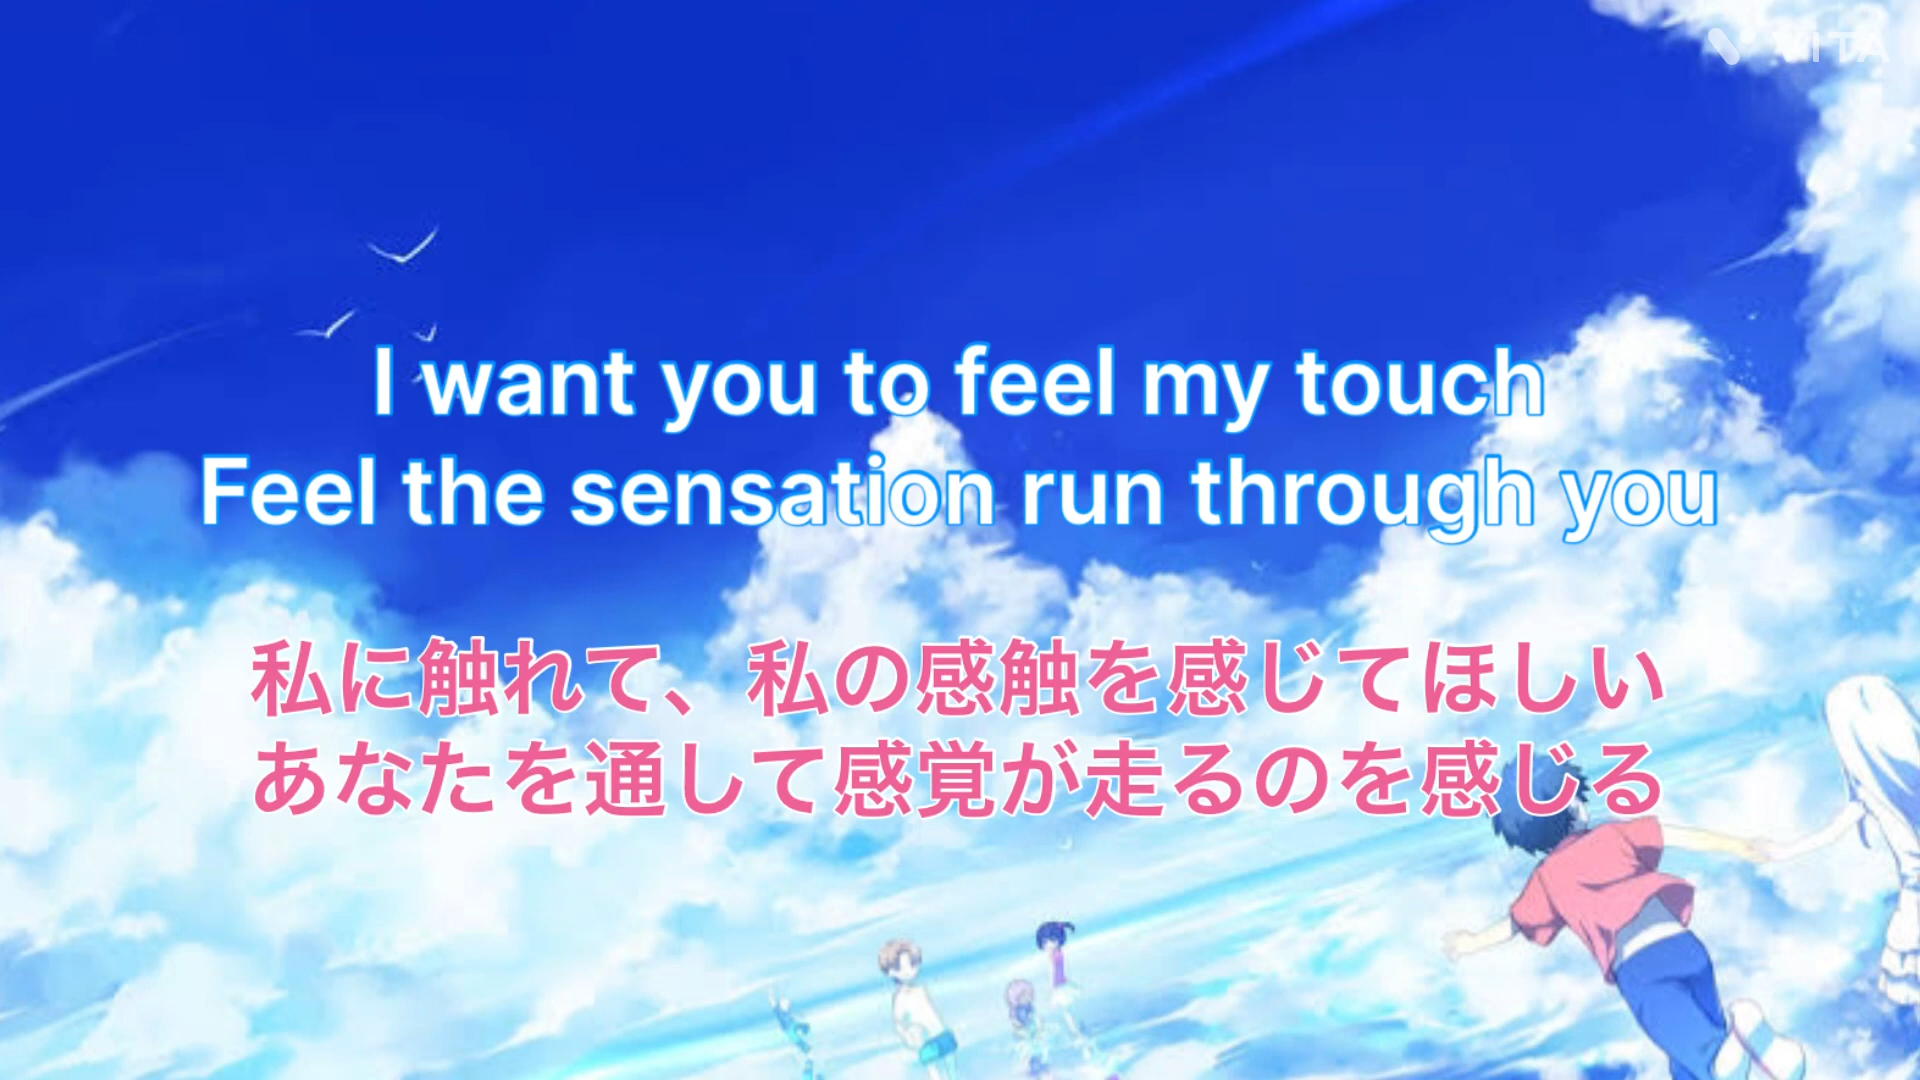 VITA
I want you to feel my touch
Feel the sensation run through you
私に触れて、私の感触を感じてほしい
あなたを通して感覚が走るのを感じる